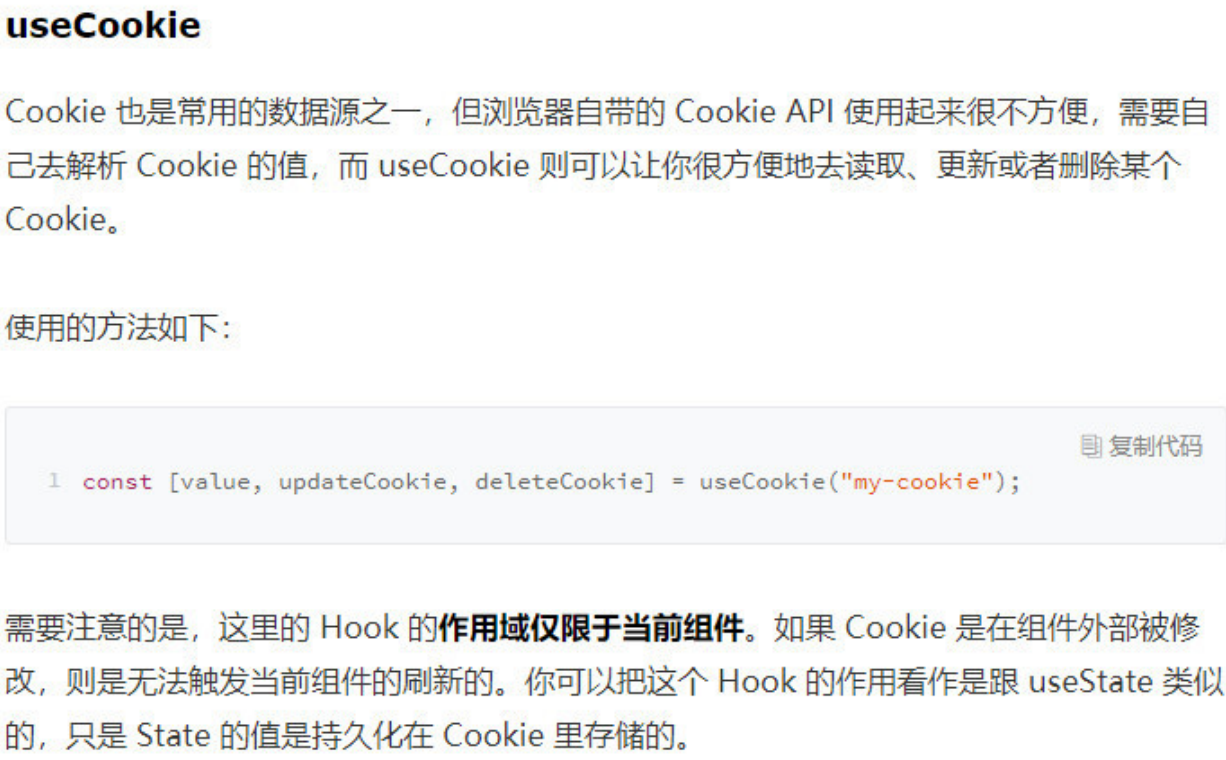 useCookie
Cookie 也是常用的数据源之一，但浏览器自带的 Cookie API 使用起来很不方便，需要自
己去解析 Cookie 的值，而 useCookie 则可以让你很方便地去读取、更新或者删除某个
Cookie。
使用的方法如下：
复制代码
1 const [value, updateCookie, deleteCookie] = useCookie("my-cookie");
需要注意的是，这里的 Hook 的作用域仅限于当前组件。如果 Cookie 是在组件外部被修
改，则是无法触发当前组件的刷新的。你可以把这个 Hook 的作用看作是跟 useState 类似
的，只是 State 的值是持久化在 Cookie 里存储的。